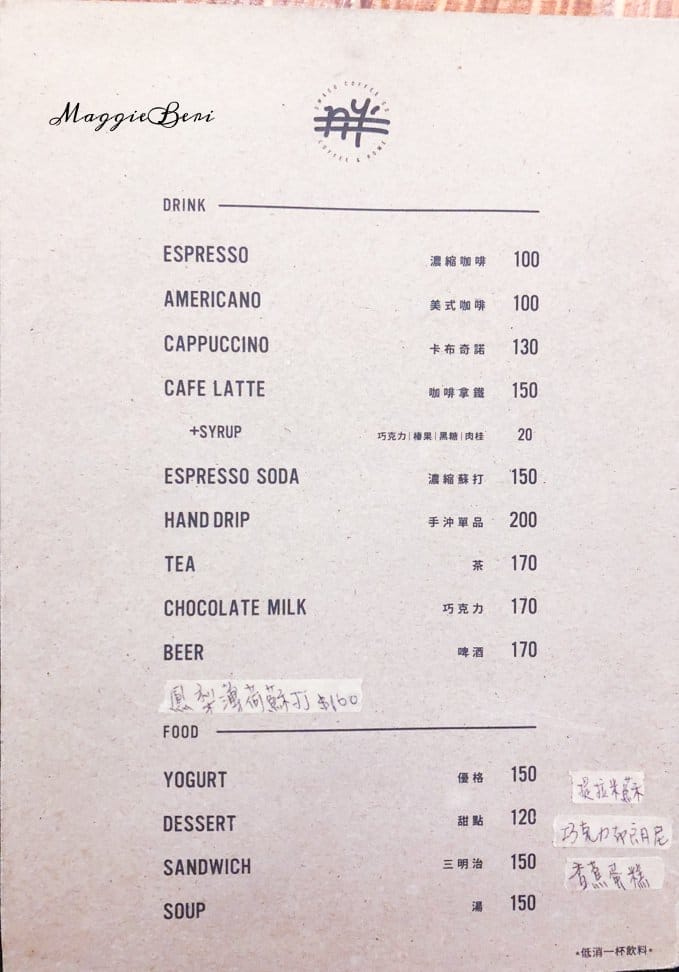 MaggieBeri
COFFEE & HOME
DRINK
ESPRESSO 濃縮咖啡 100
AMERICANO 美式咖啡 100
CAPPUCCINO 卡布奇諾 130
CAFE LATTE 咖啡拿鐵 150
+SYRUP 巧克力|榛果|黑糖|肉桂 20
ESPRESSO SODA 濃縮蘇打 150
HAND DRIP 手沖單品 200
TEA 茶 170
CHOCOLATE MILK 巧克力 170
BEER 啤酒 170
鳳梨薄荷蘇打 $160
FOOD
YOGURT 優格 150
提拉米蘇
DESSERT 甜點 120
巧克力布朗尼
SANDWICH 三明治 150
香蕉蛋糕
SOUP 湯 150
*低消一杯飲料*